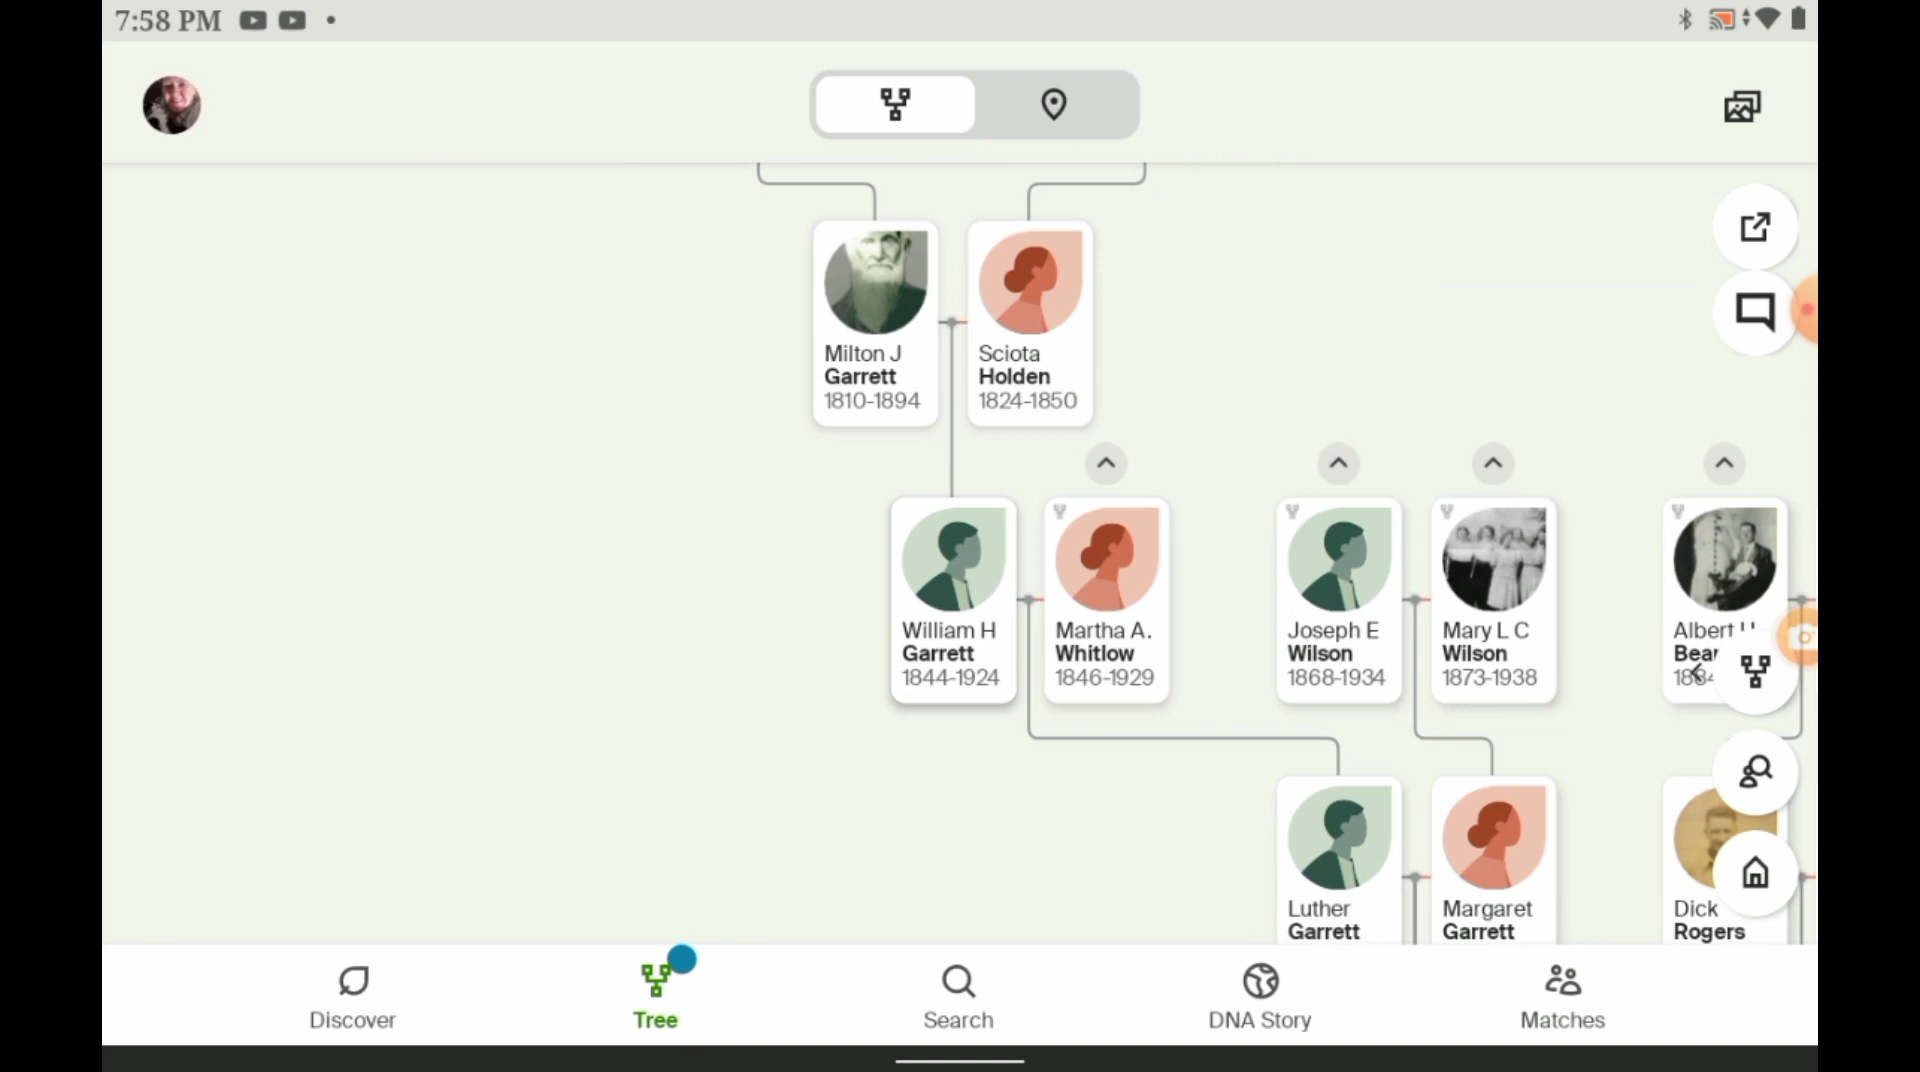 7:58 PM
Milton J
Garrett
1810-1894
Sciota
Holden
1824-1850
William H
Garrett
1844-1924
Martha A.
Whitlow
1846-1929
Joseph E
Wilson
1868-1934
Mary L C
Wilson
1873-1938
Albert
Luther
Garrett
Margaret
Garrett
Dick
Rogers
Discover
Tree
Search
DNA Story
Matches